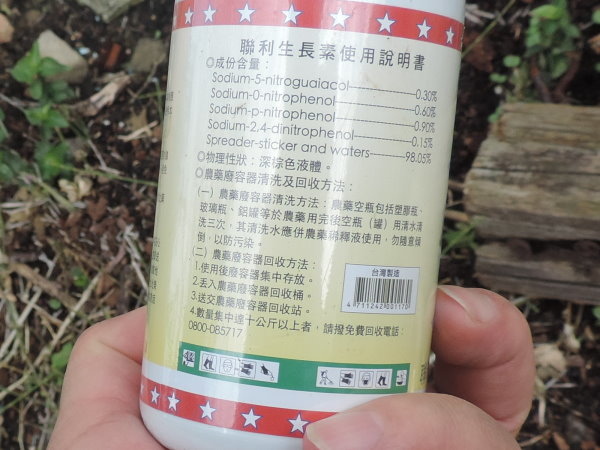 聯利生長素使用說明書
◎成份含量：
Sodium-5-nitroguaiacol 0.30%
Sodium-0-nitrophenol 0.60%
Sodium-p-nitrophenol 0.90%
Sodium-2,4-dinitrophenol 0.15%
Spreader-sticker and waters 98.05%
◎物理性狀：深棕色液體。
◎農藥廢容器清洗及回收方法：
(一)農藥廢容器清洗方法：農藥空瓶包括塑膠瓶、
玻璃瓶、鋁罐等於農藥用完後空瓶（罐）用清水清
洗三次，其清洗水應併農藥稀釋液使用，勿隨意傾
倒，以防污染。
(二)農藥廢容器回收方法：
1.使用後廢容器集中存放。
2.丟入農藥廢容器回收桶。
3.送交農藥廢容器回收站。
4.數量集中達十公斤以上者，請撥免費回收電話：
0800-085717
台灣製造
4 711242 001170